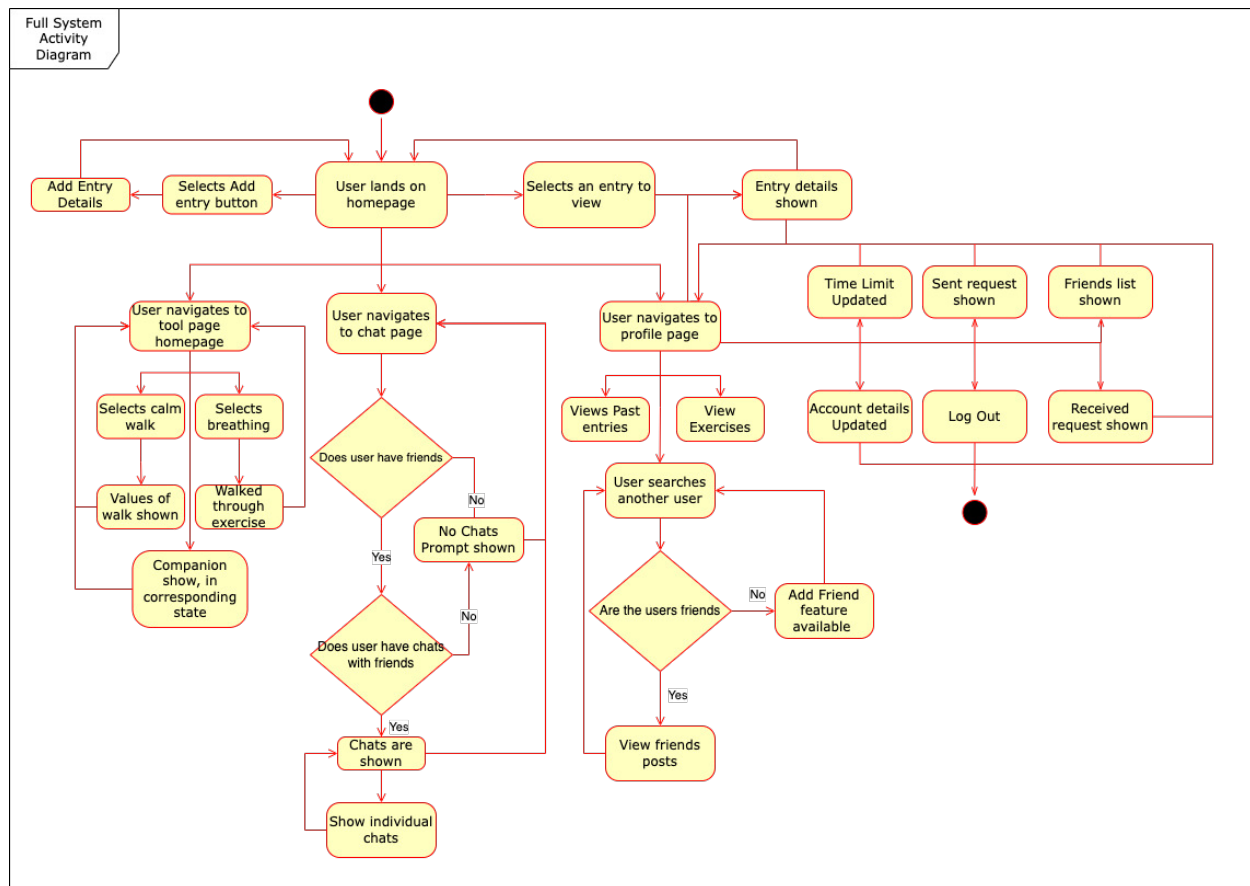 Full System
Activity
Diagram
Add Entry
Details
Selects Add
entry button
User lands on
homepage
Selects an entry to
view
Entry details
shown
User navigates to
tool page
homepage
User navigates
to chat page
User navigates to
profile page
Time Limit
Updated
Sent request
shown
Friends list
shown
Selects calm
walk
Selects
breathing
Views Past
entries
View
Exercises
Account details
Updated
Log Out
Received
request shown
Does user have friends
No
Values of
walk shown
Walked
through
exercise
User searches
another user
No Chats
Prompt shown
Yes
Companion
show, in
corresponding
state
No
Are the users friends
No
Add Friend
feature
available
Does user have chats
with friends
Yes
Yes
Chats are
shown
View friends
posts
Show individual
chats